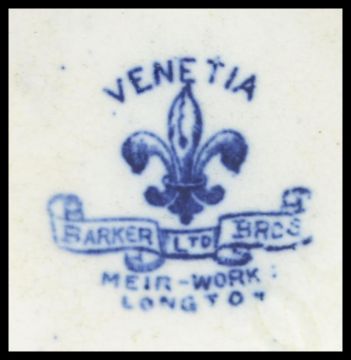 VENETIA
BARKER LTD BROS
MEIR-WORK:
LONGTON